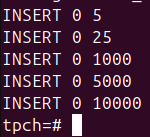 INSERT 0 5
INSERT 0 25
INSERT 0 1000
INSERT 0 5000
INSERT 0 10000
tpch=#